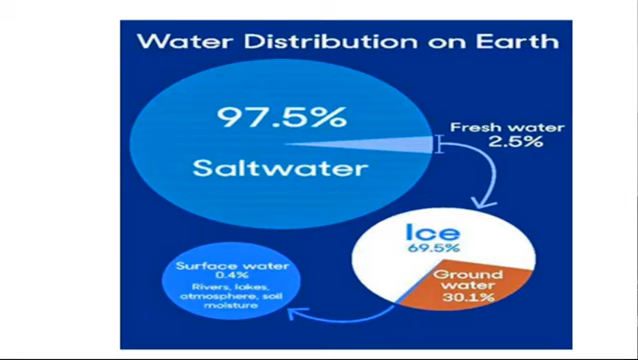 Water Distribution on Earth
97.5%
Saltwater
Fresh water
2.5%
Ice
69.5%
Ground
water
30.1%
Surface water
0.4%
Rivers, lakes,
atmosphere, soil
moisture